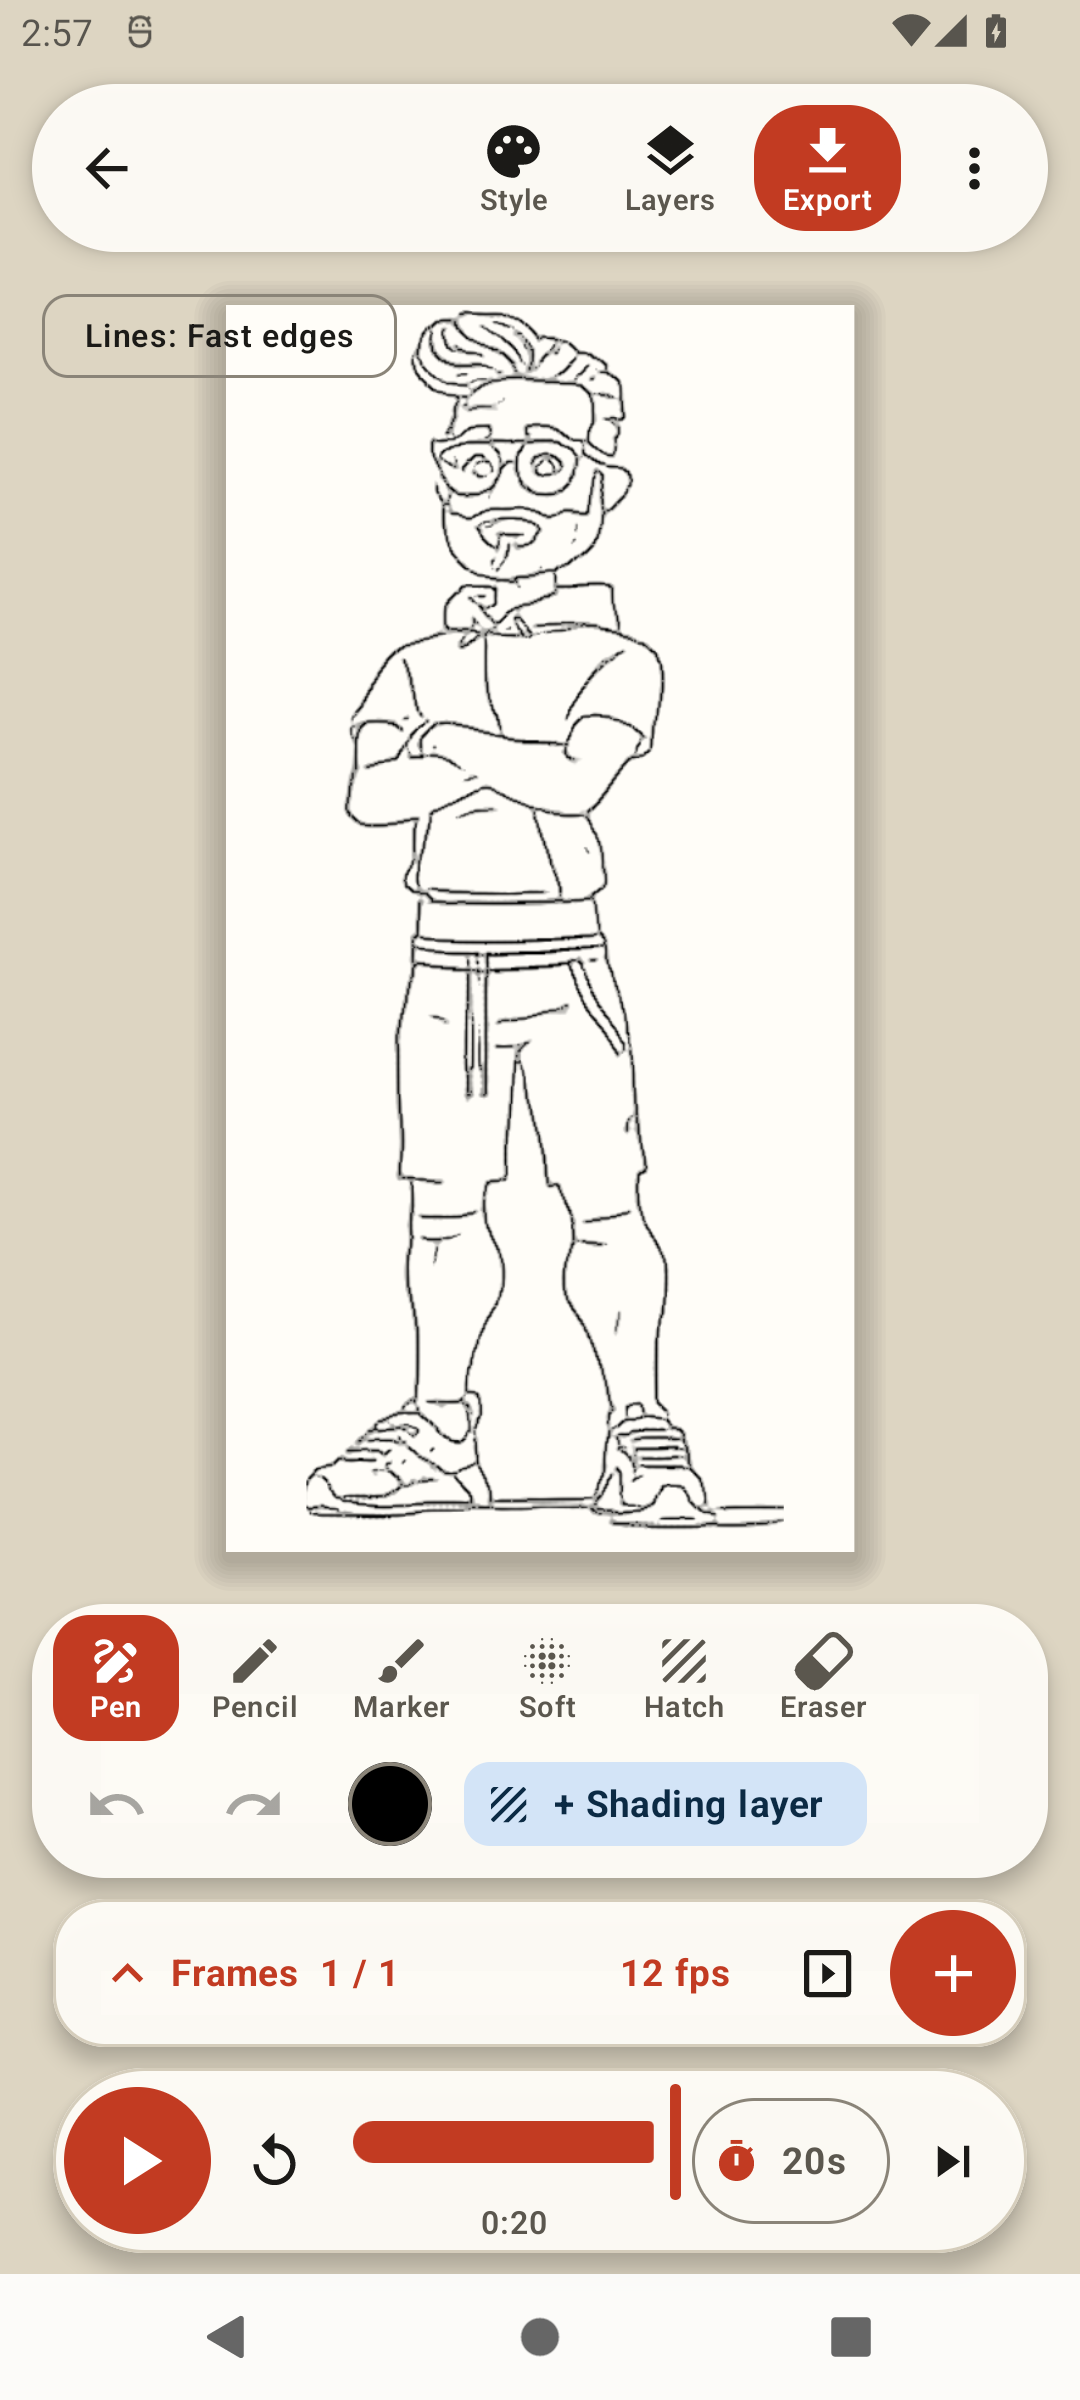 2:57
Style
Layers
Export
Lines: Fast edges
Pen
Pencil
Marker
Soft
Hatch
Eraser
+ Shading layer
Frames 1 / 1
12 fps
20s
0:20